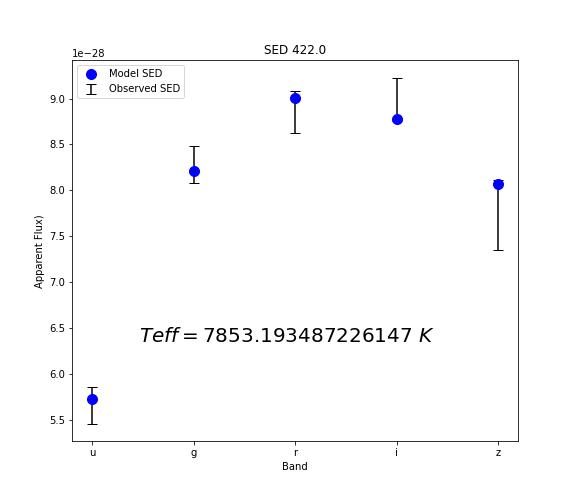 SED 422.0
1e−28
Model SED
Observed SED
9.0
8.5
8.0
7.5
7.0
6.5
6.0
5.5
Apparent Flux)
Teff = 7853.193487226147 K
u g r i z
Band